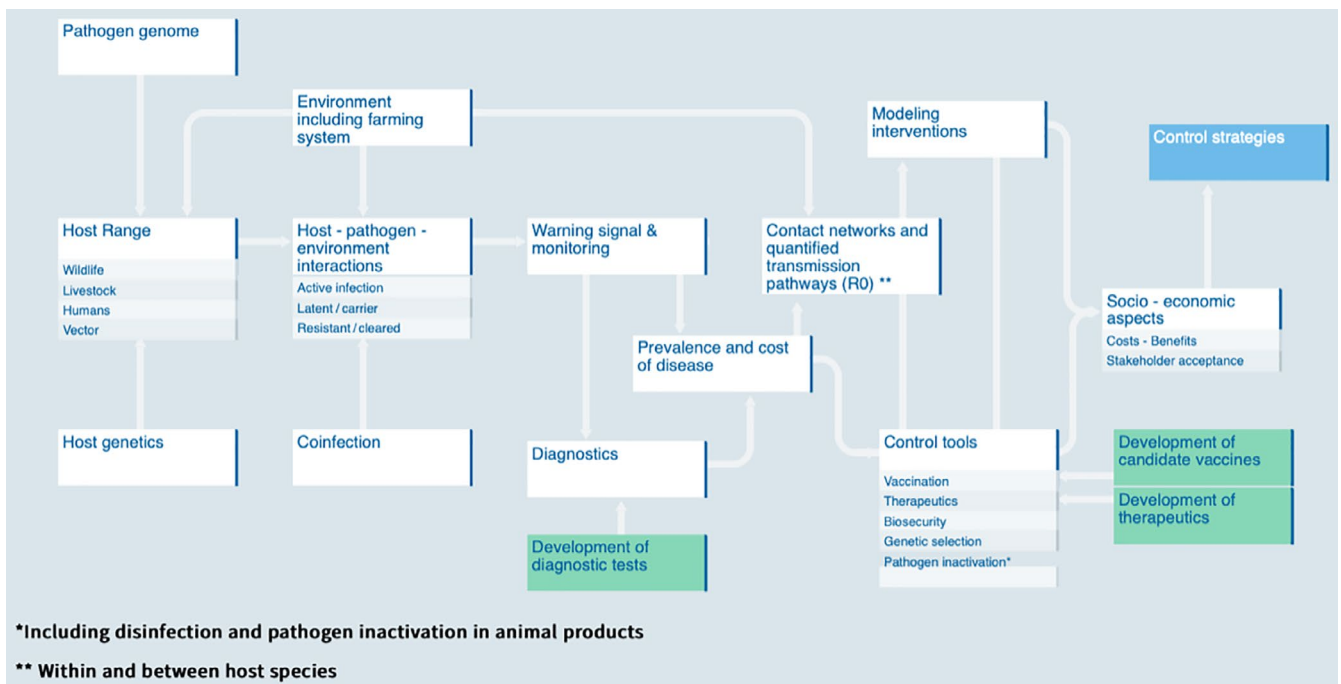 Pathogen genome
Environment
including farming
system
Modeling
interventions
Control strategies
Host Range
Wildlife
Livestock
Humans
Vector
Host - pathogen -
environment
interactions
Active infection
Latent / carrier
Resistant / cleared
Warning signal &
monitoring
Contact networks and
quantified
transmission
pathways (R0) **
Socio - economic
aspects
Costs - Benefits
Stakeholder acceptance
Prevalence and cost
of disease
Host genetics
Coinfection
Diagnostics
Control tools
Vaccination
Therapeutics
Biosecurity
Genetic selection
Pathogen inactivation*
Development of
candidate vaccines
Development of
therapeutics
Development of
diagnostic tests
*Including disinfection and pathogen inactivation in animal products
** Within and between host species